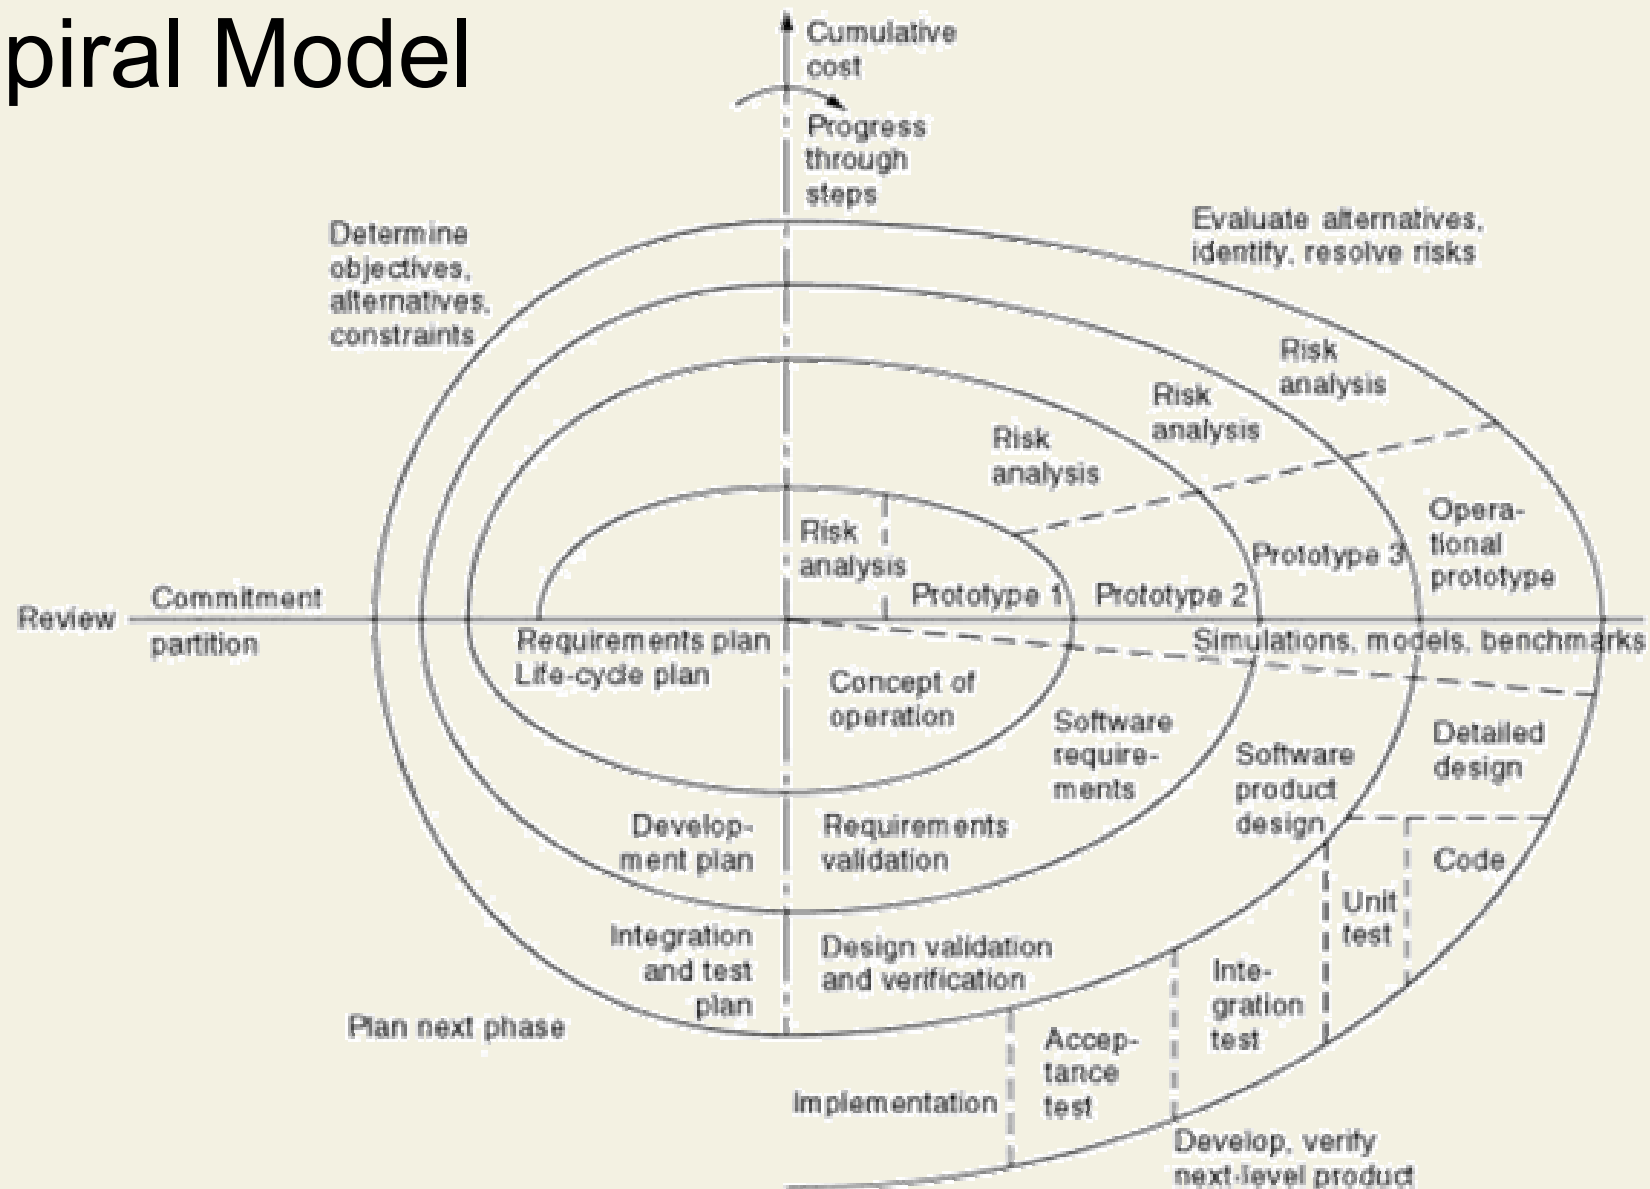 piral Model
Cumulative
cost
Progress
through
steps
Determine
objectives,
alternatives,
constraints
Evaluate alternatives,
identify, resolve risks
Risk
analysis
Risk
analysis
Risk
analysis
Risk
analysis
Opera-
tional
prototype
Prototype 3
Prototype 2
Prototype 1
Review
Commitment
partition
Requirements plan
Life-cycle plan
Simulations, models, benchmarks
Concept of
operation
Software
require-
ments
Software
product
design
Detailed
design
Develop-
ment plan
Requirements
validation
Code
Unit
test
Integration
and test
plan
Design validation
and verification
Inte-
gration
test
Plan next phase
Accep-
tance
test
Implementation
Develop, verify
next-level product